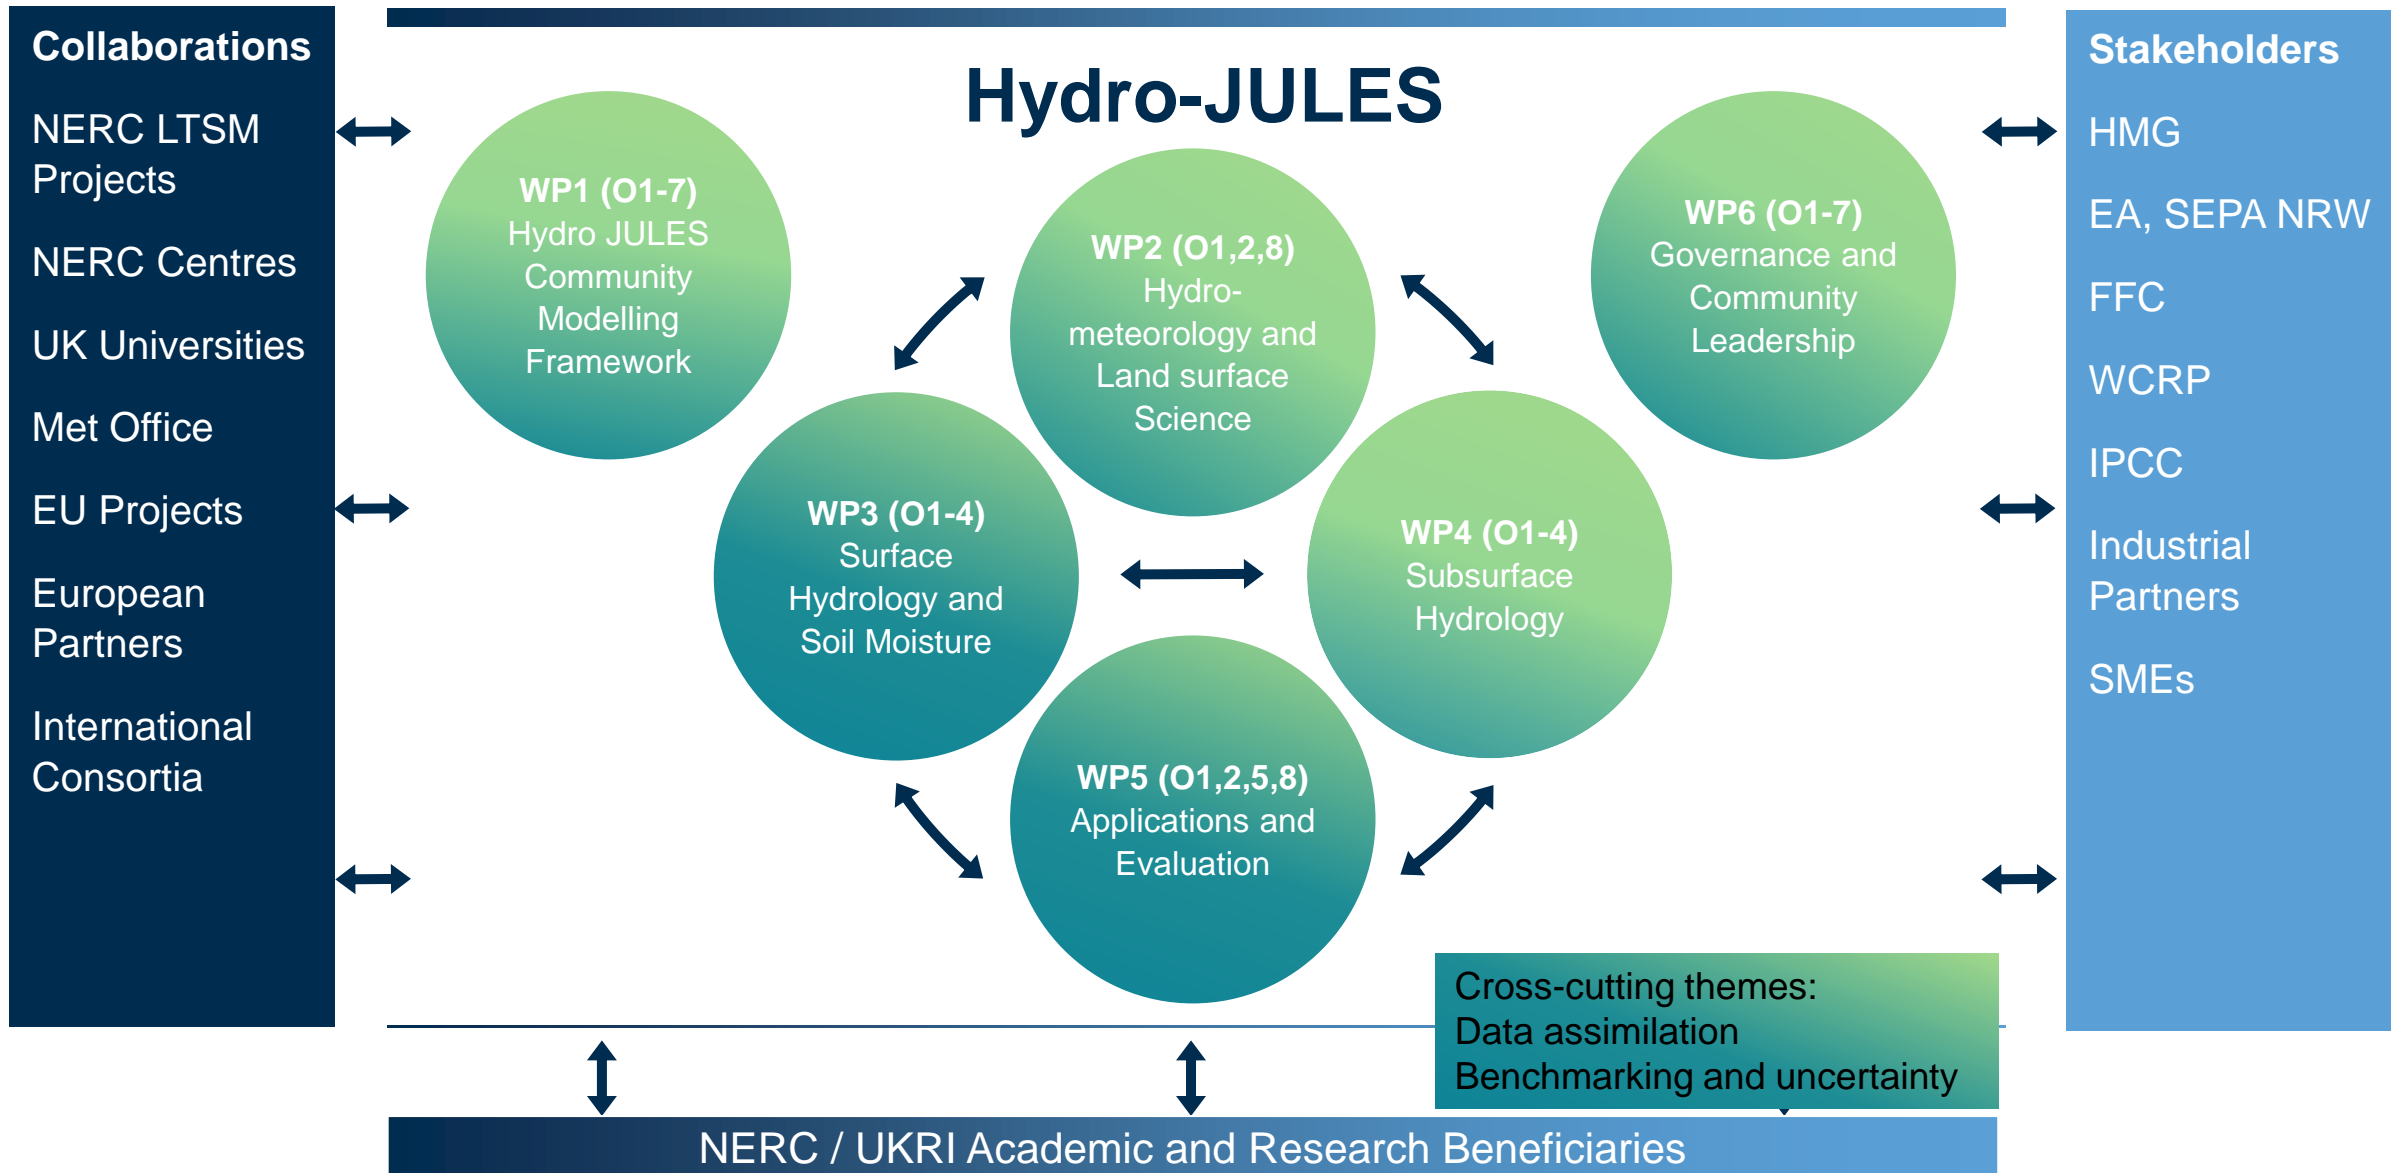 Collaborations
NERC LTSM
Projects
NERC Centres
UK Universities
Met Office
EU Projects
European
Partners
International
Consortia
Hydro-JULES
WP1 (O1-7)
Hydro JULES
Community
Modelling
Framework
WP2 (O1,2,8)
Hydro-
meteorology and
Land surface
Science
WP6 (O1-7)
Governance and
Community
Leadership
WP3 (O1-4)
Surface
Hydrology and
Soil Moisture
WP4 (O1-4)
Subsurface
Hydrology
WP5 (O1,2,5,8)
Applications and
Evaluation
Cross-cutting themes:
Data assimilation
Benchmarking and uncertainty
NERC / UKRI Academic and Research Beneficiaries
Stakeholders
HMG
EA, SEPA NRW
FFC
WCRP
IPCC
Industrial
Partners
SMEs